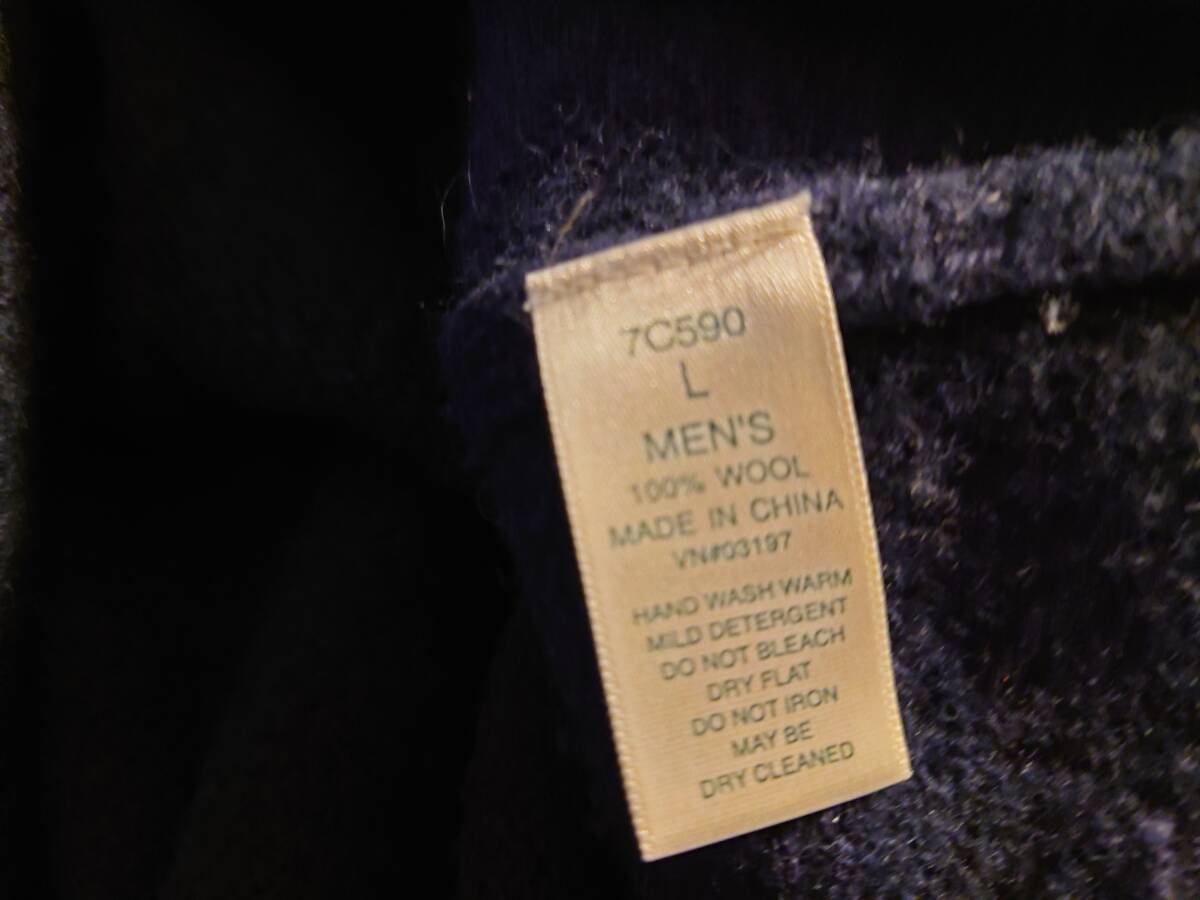 7C590
L
MEN'S
100% WOOL
MADE IN CHINA
VN#03197
HAND WASH WARM
MILD DETERGENT
DO NOT BLEACH
DRY FLAT
DO NOT IRON
MAY BE
DRY CLEANED